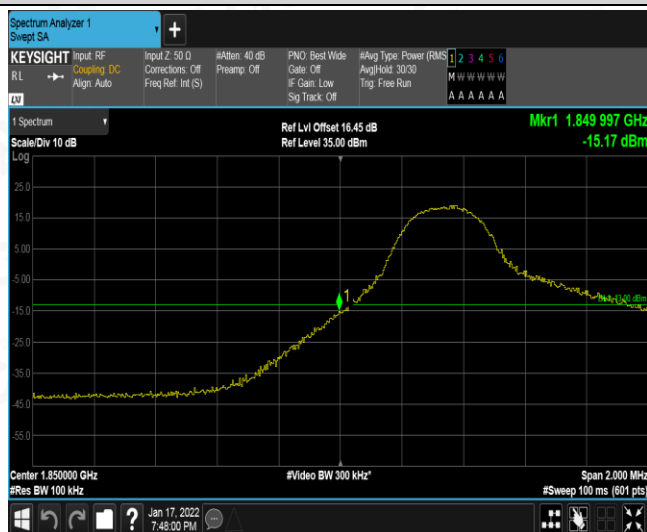 Spectrum Analyzer 1
Swept SA
+
KEYSIGHT
RL
LXI
Input: RF
Coupling: DC
Align: Auto
Input Z: 50 Ω
Corrections: Off
Freq Ref: Int (S)
#Atten: 40 dB
Preamp: Off
PNO: Best Wide
Gate: Off
IF Gain: Low
Sig Track: Off
#Avg Type: Power (RMS
Avg|Hold: 30/30
Trig: Free Run
1 2 3 4 5 6
M W W W W W
A A A A A A
1 Spectrum
Scale/Div 10 dB
Log
Ref Lvl Offset 16.45 dB
Ref Level 35.00 dBm
Mkr1 1.849 997 GHz
-15.17 dBm
25.0
15.0
5.00
-5.00
-15.0
-25.0
-35.0
-45.0
-55.0
1
Center 1.850000 GHz
#Res BW 100 kHz
#Video BW 300 kHz*
Span 2.000 MHz
#Sweep 100 ms (601 pts)
?
Jan 17, 2022
7:48:00 PM